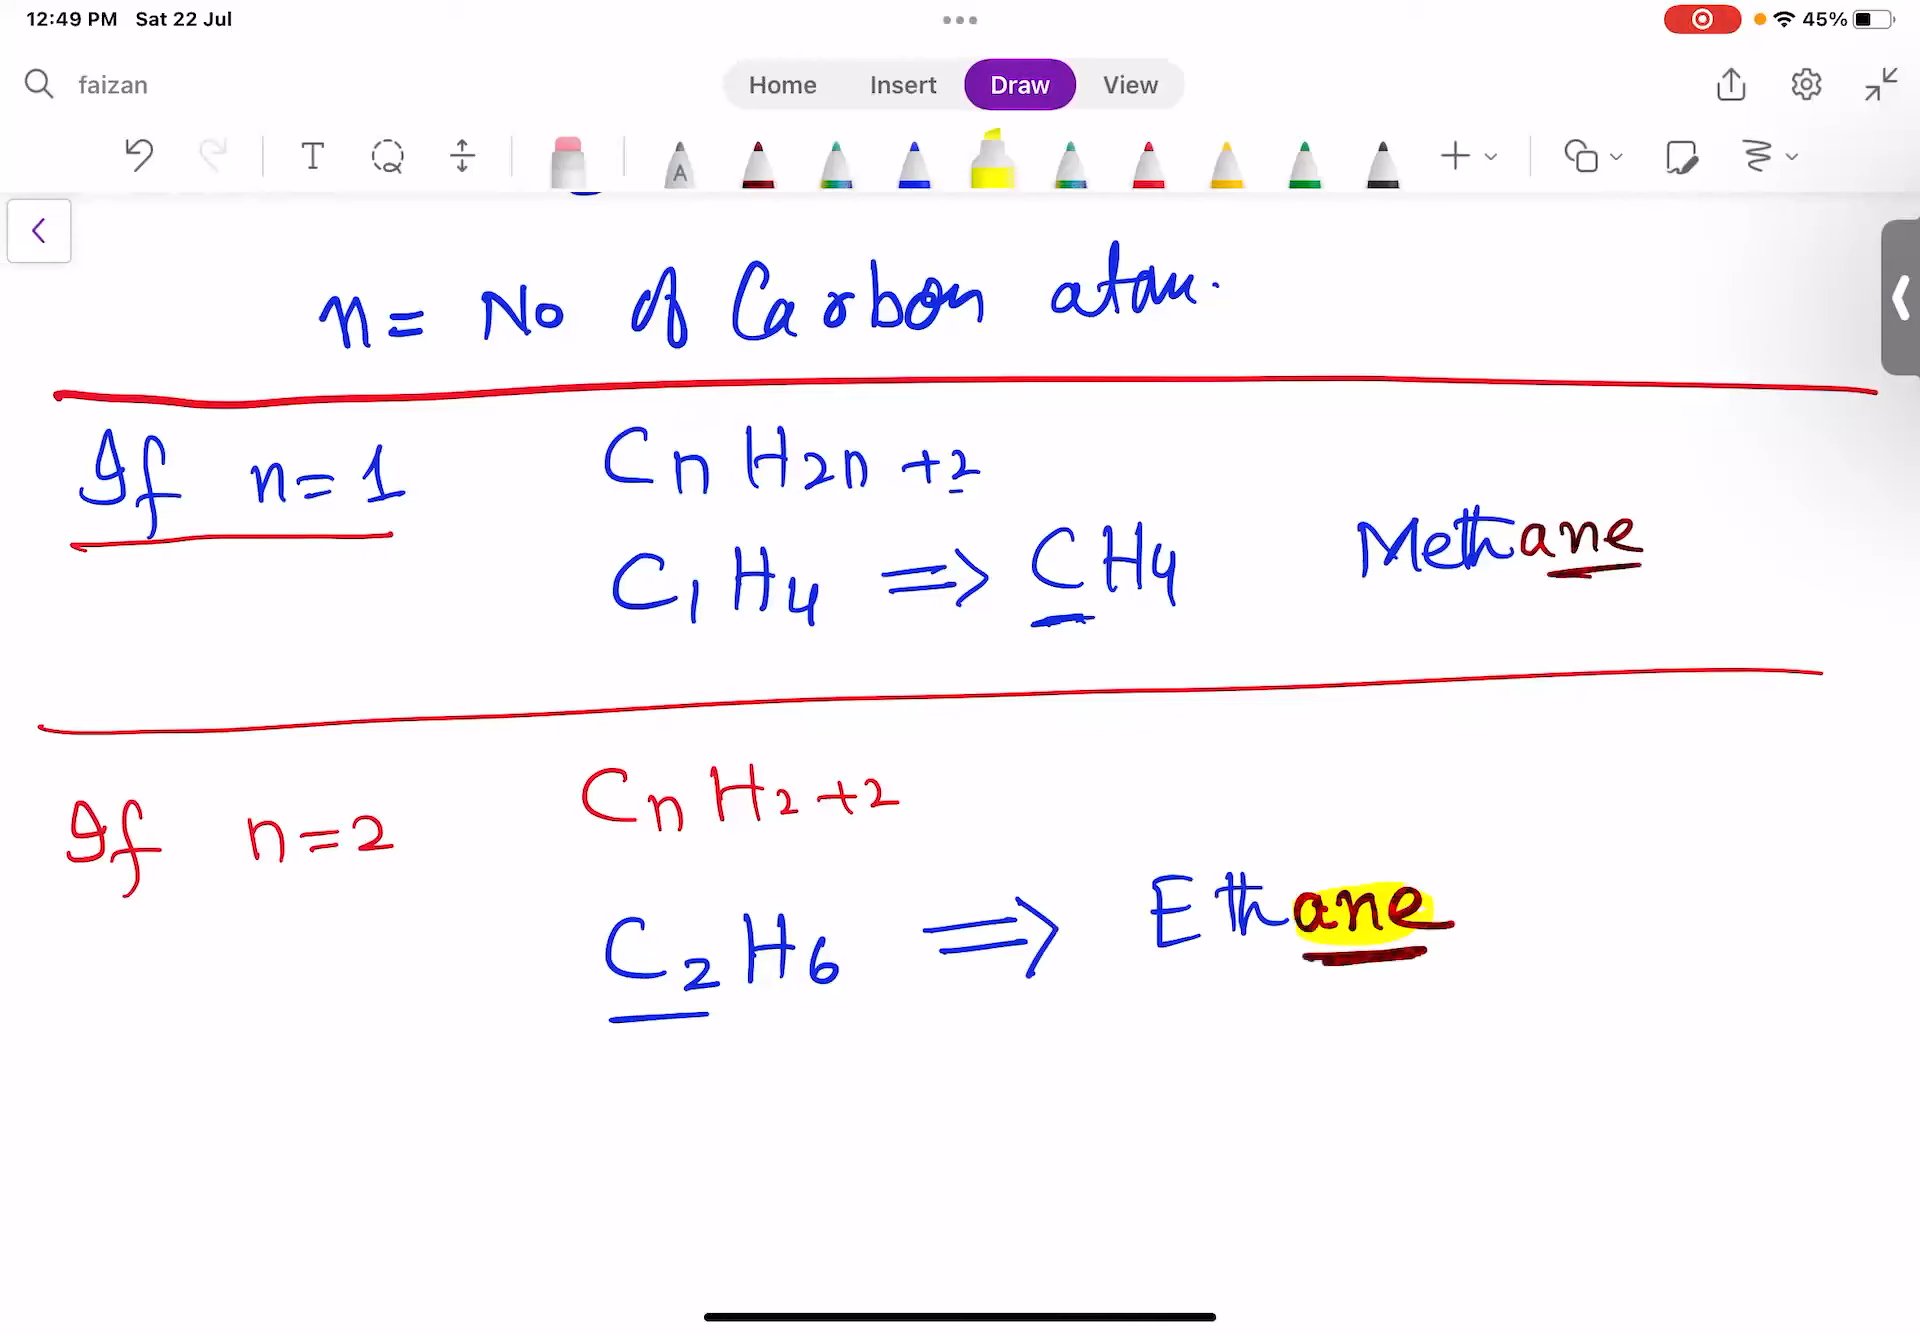 12:49 PM Sat 22 Jul
45%
faizan
Home Insert Draw View
T
A
n = No of Carbon atom.
If n = 1
CnH2n+2
C1H4 ⇒ CH4 Methane
If n = 2
CnH2+2
C2H6 ⇒ Ethane